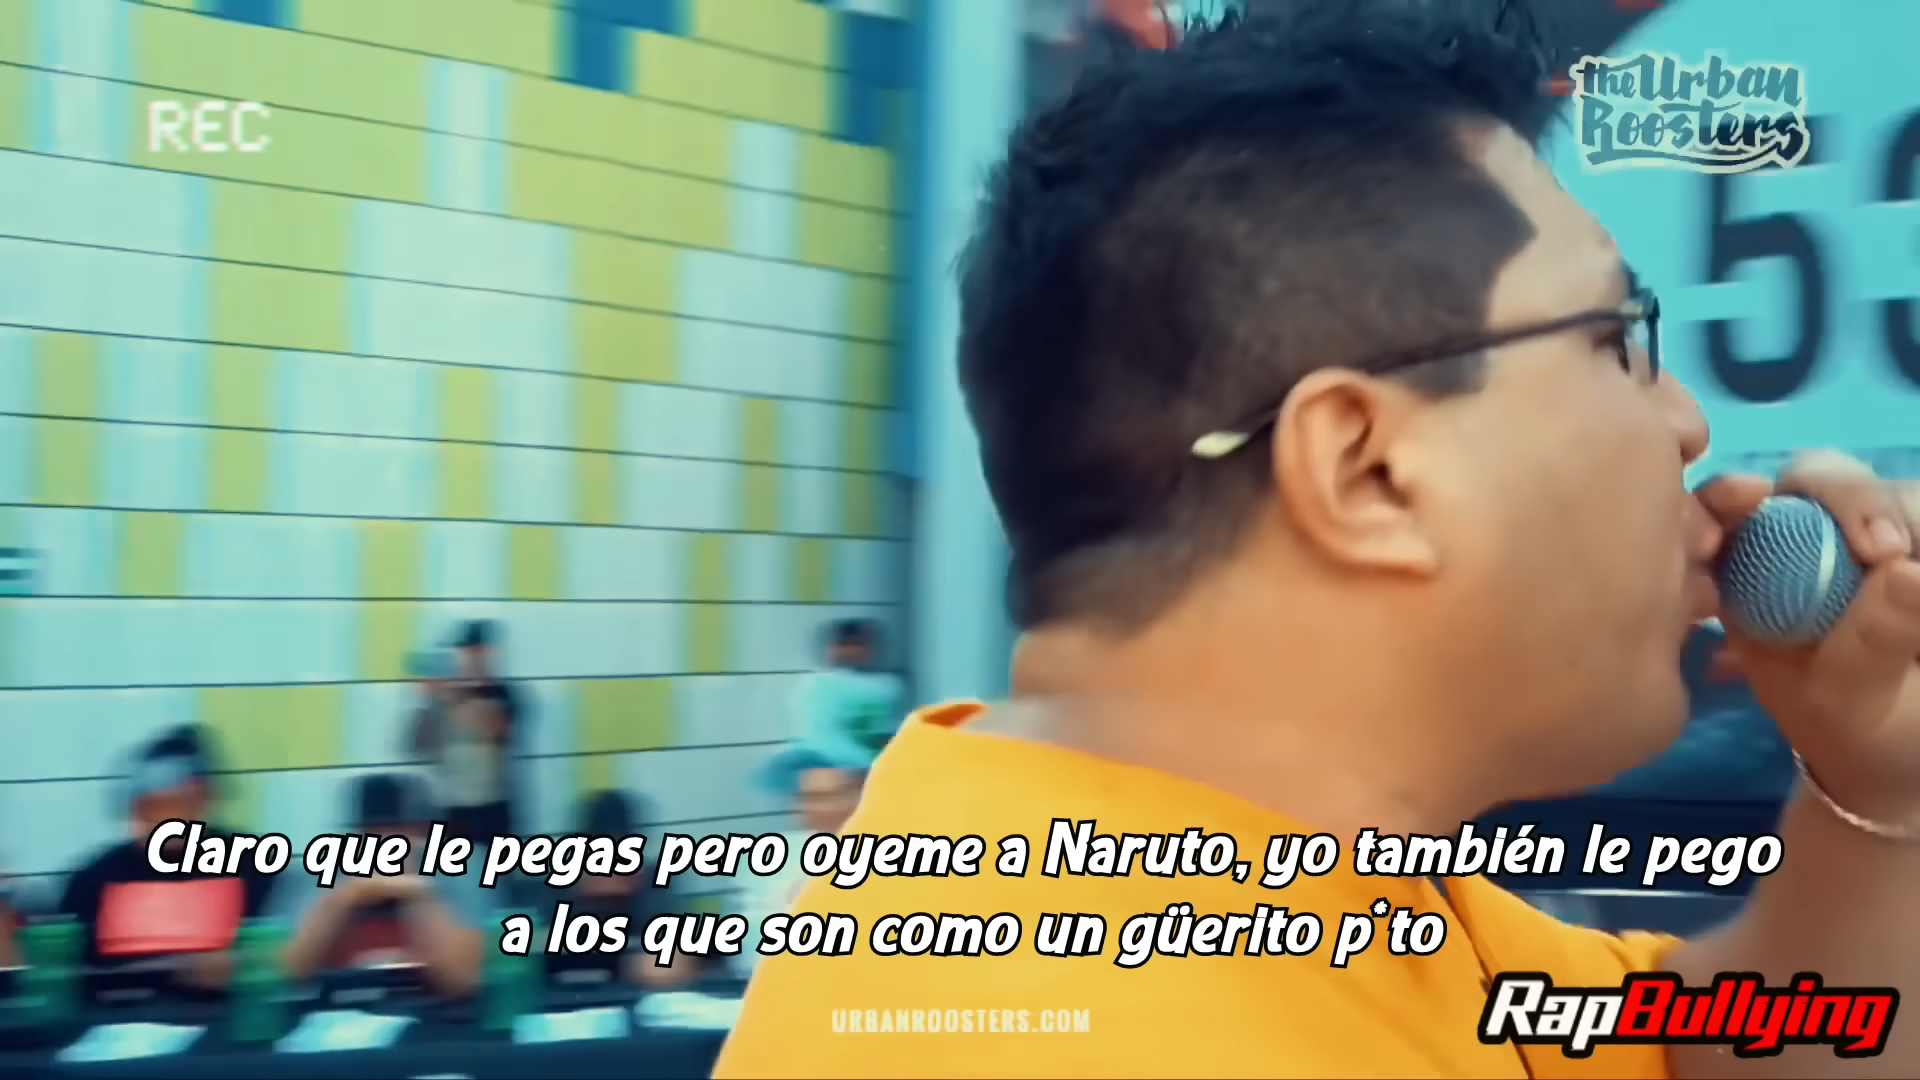 REC
the Urban
Roosters
53
Claro que le pegas pero oyeme a Naruto, yo también le pego
a los que son como un güerito p*to
URBANROOSTERS.COM
RapBullying